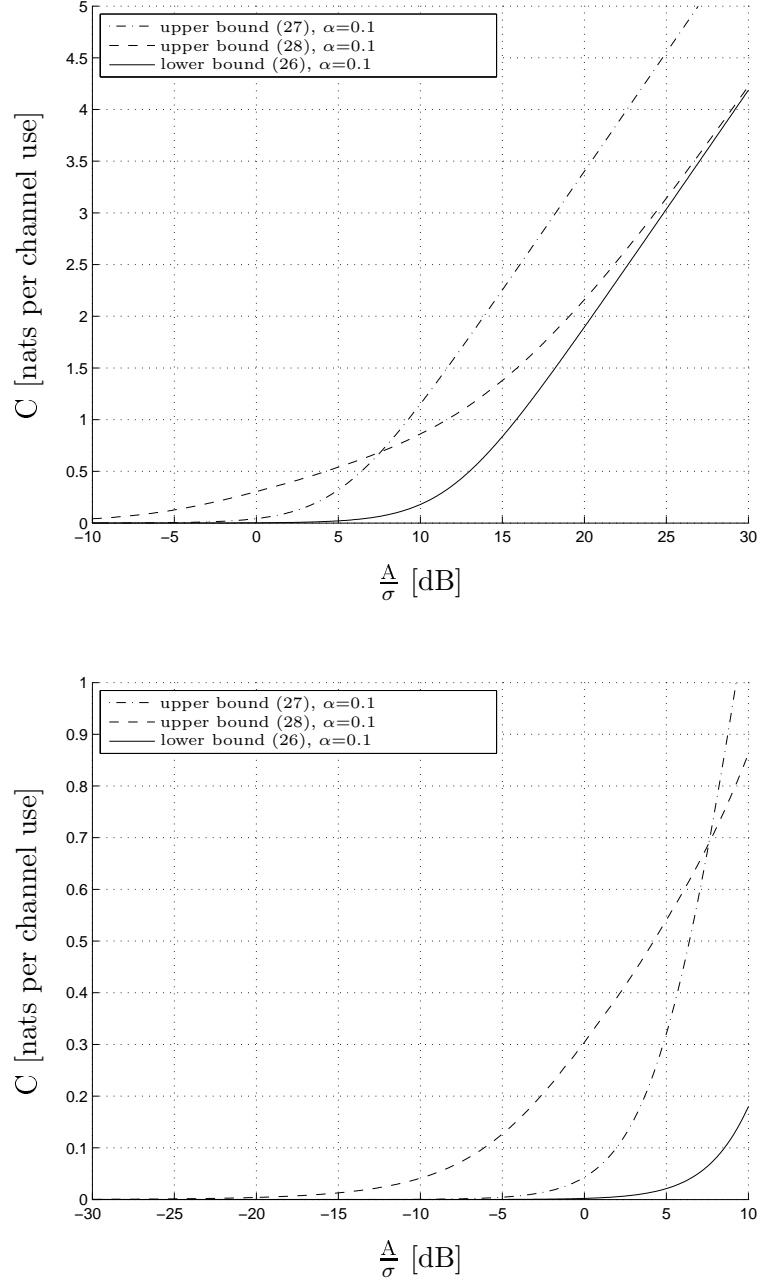 5
4.5
4
3.5
3
2.5
2
1.5
1
0.5
0
upper bound (27), α=0.1
upper bound (28), α=0.1
lower bound (26), α=0.1
C [nats per channel use]
−10 −5 0 5 10 15 20 25 30
A/σ [dB]
1
0.9
0.8
0.7
0.6
0.5
0.4
0.3
0.2
0.1
0
upper bound (27), α=0.1
upper bound (28), α=0.1
lower bound (26), α=0.1
C [nats per channel use]
−30 −25 −20 −15 −10 −5 0 5 10
A/σ [dB]